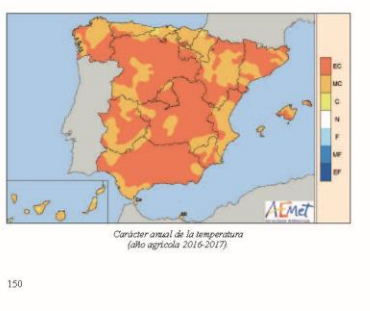 EC
MC
C
N
F
MF
EF
AEMet
Carácter anual de la temperatura
(año agrícola 2016-2017).
150